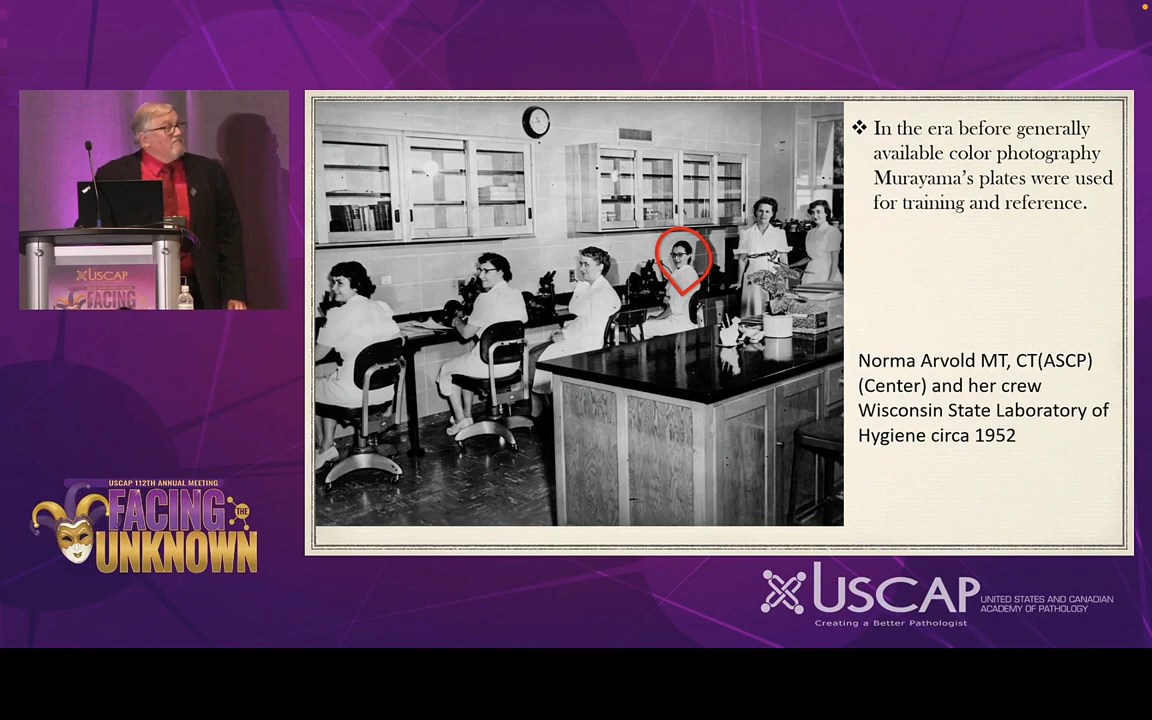 USCAP
FACING
❖ In the era before generally
available color photography
Murayama's plates were used
for training and reference.
Norma Arvold MT, CT(ASCP)
(Center) and her crew
Wisconsin State Laboratory of
Hygiene circa 1952
USCAP 112TH ANNUAL MEETING
FACING THE
UNKNOWN
USCAP UNITED STATES AND CANADIAN
ACADEMY OF PATHOLOGY
Creating a Better Pathologist